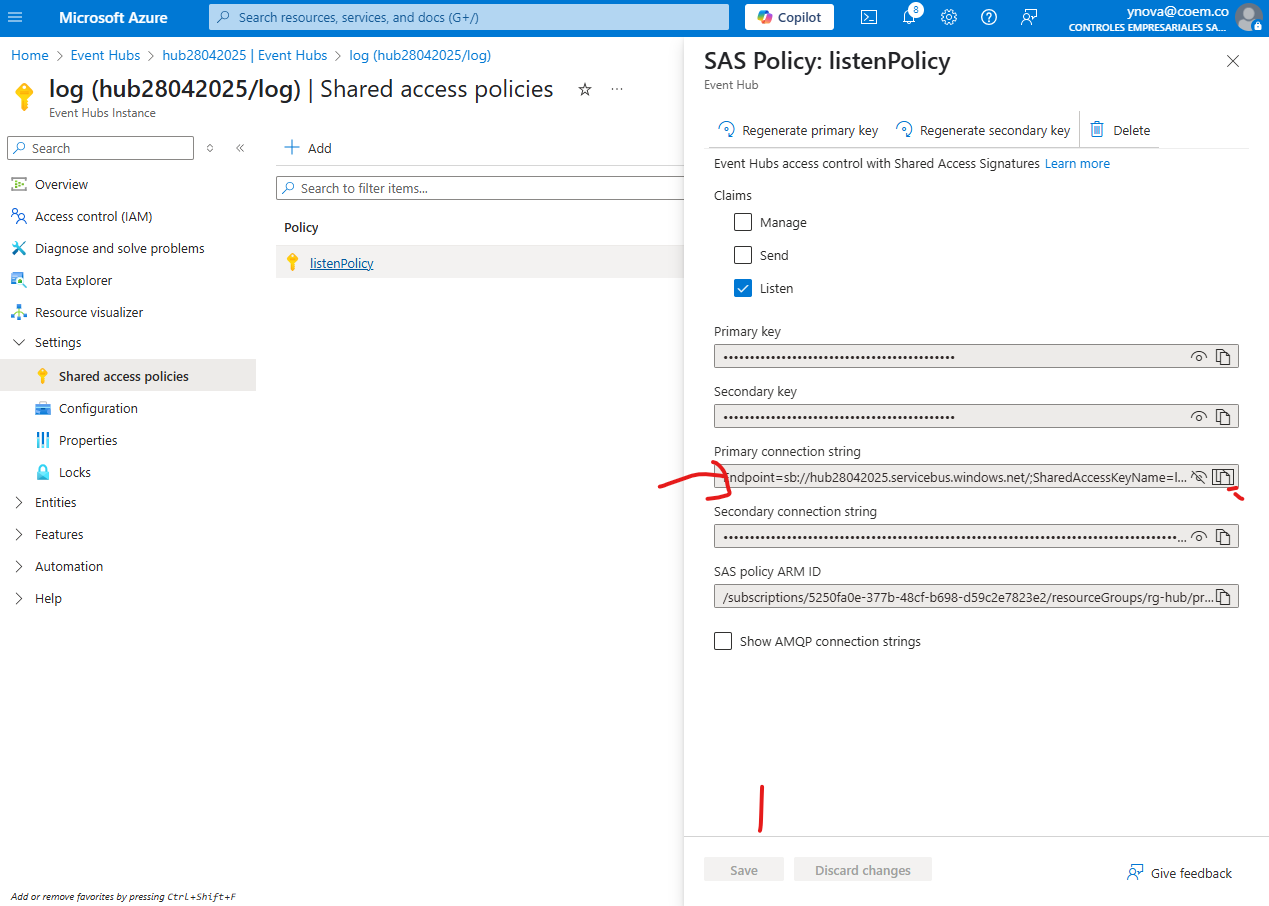 Microsoft Azure
Search resources, services, and docs (G+/)
Copilot
8
ynova@coem.co
CONTROLES EMPRESARIALES SA...
Home > Event Hubs > hub28042025 | Event Hubs > log (hub28042025/log)
log (hub28042025/log) | Shared access policies
Event Hubs Instance
Search
Overview
Access control (IAM)
Diagnose and solve problems
Data Explorer
Resource visualizer
Settings
Shared access policies
Configuration
Properties
Locks
Entities
Features
Automation
Help
Add or remove favorites by pressing Ctrl+Shift+F
Add
Search to filter items...
Policy
listenPolicy
SAS Policy: listenPolicy
Event Hub
Regenerate primary key
Regenerate secondary key
Delete
Event Hubs access control with Shared Access Signatures Learn more
Claims
Manage
Send
Listen
Primary key
Secondary key
Primary connection string
Endpoint=sb://hub28042025.servicebus.windows.net/;SharedAccessKeyName=l...
Secondary connection string
SAS policy ARM ID
/subscriptions/5250fa0e-377b-48cf-b698-d59c2e7823e2/resourceGroups/rg-hub/pr...
Show AMQP connection strings
Save
Discard changes
Give feedback